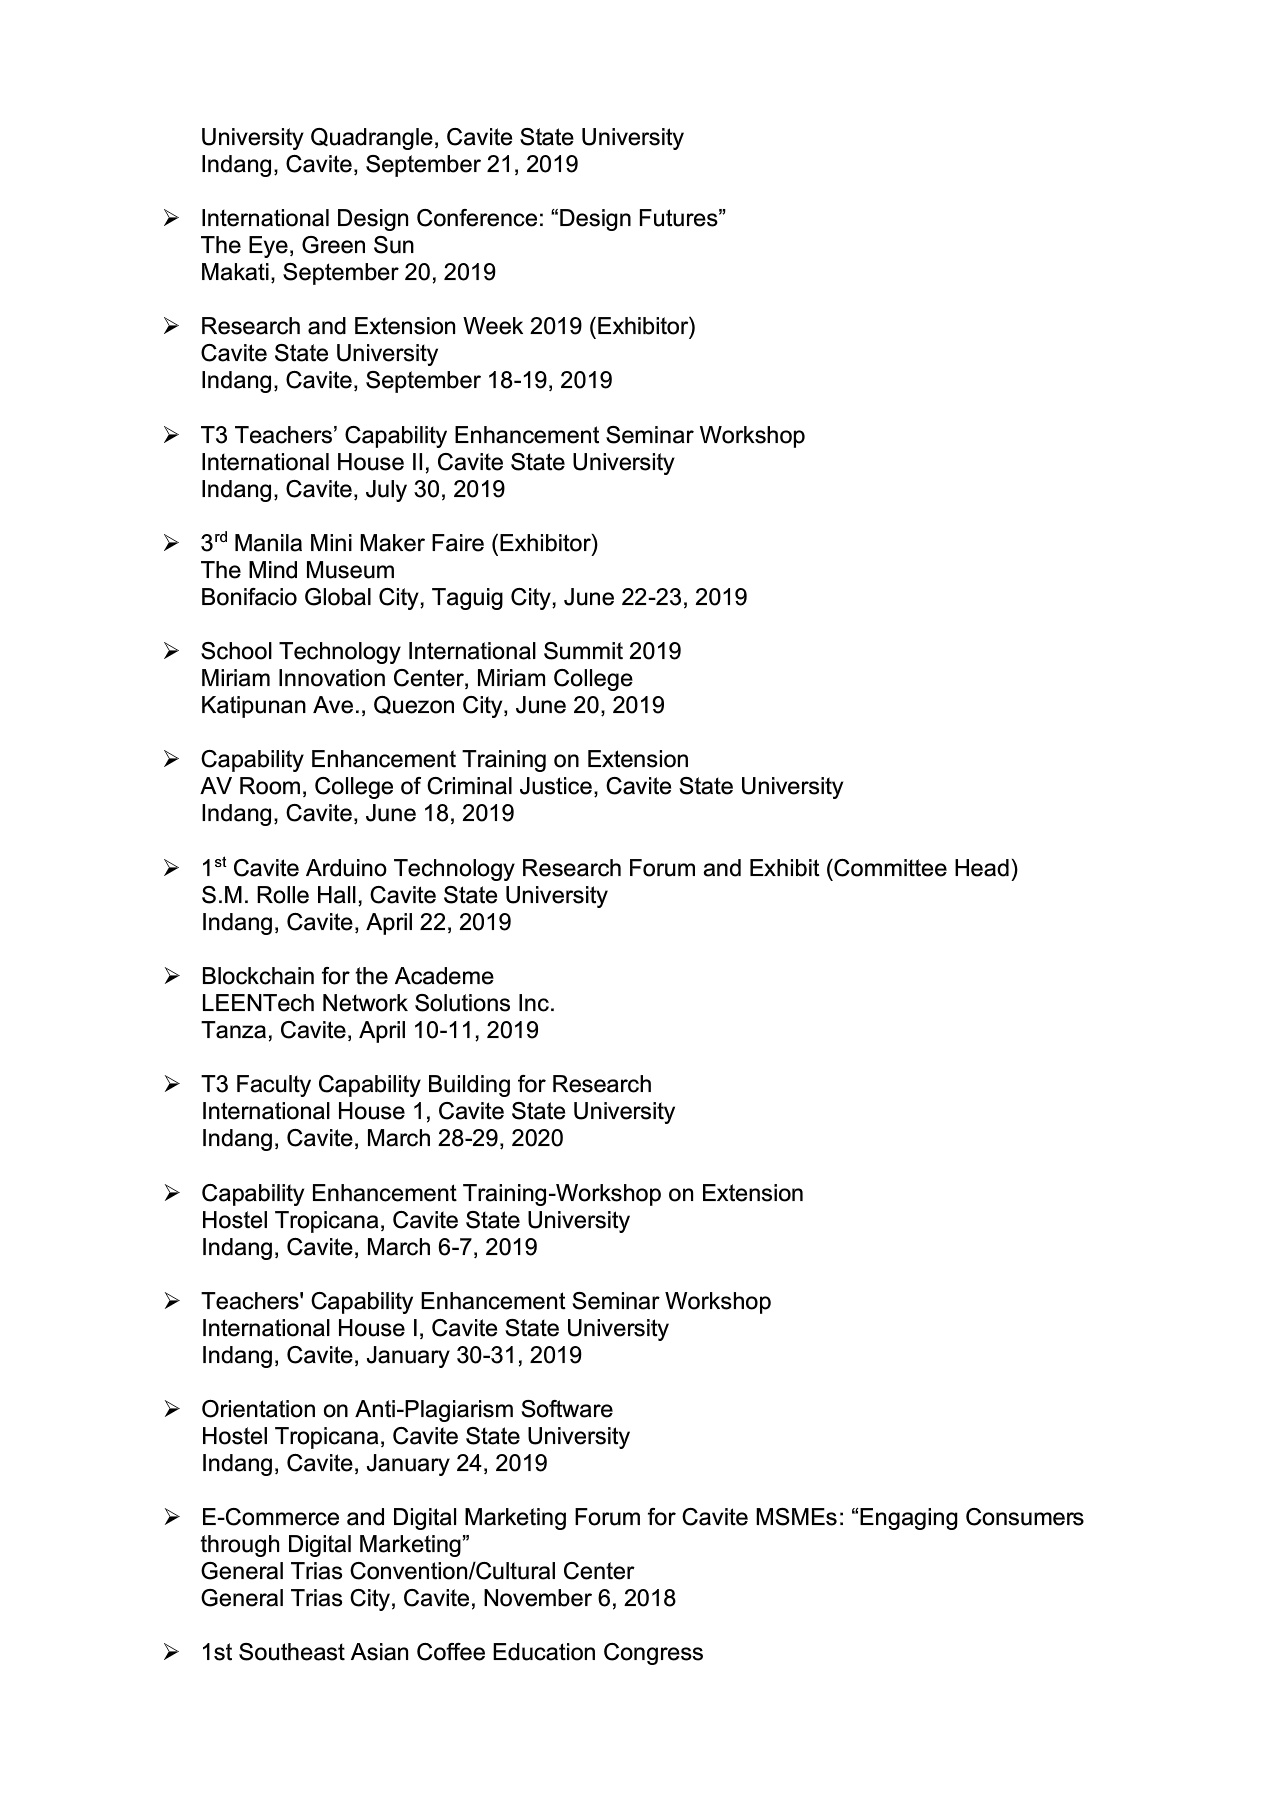 University Quadrangle, Cavite State University
Indang, Cavite, September 21, 2019
➢ International Design Conference: “Design Futures”
The Eye, Green Sun
Makati, September 20, 2019
➢ Research and Extension Week 2019 (Exhibitor)
Cavite State University
Indang, Cavite, September 18-19, 2019
➢ T3 Teachers’ Capability Enhancement Seminar Workshop
International House II, Cavite State University
Indang, Cavite, July 30, 2019
➢ 3rd Manila Mini Maker Faire (Exhibitor)
The Mind Museum
Bonifacio Global City, Taguig City, June 22-23, 2019
➢ School Technology International Summit 2019
Miriam Innovation Center, Miriam College
Katipunan Ave., Quezon City, June 20, 2019
➢ Capability Enhancement Training on Extension
AV Room, College of Criminal Justice, Cavite State University
Indang, Cavite, June 18, 2019
➢ 1st Cavite Arduino Technology Research Forum and Exhibit (Committee Head)
S.M. Rolle Hall, Cavite State University
Indang, Cavite, April 22, 2019
➢ Blockchain for the Academe
LEENTech Network Solutions Inc.
Tanza, Cavite, April 10-11, 2019
➢ T3 Faculty Capability Building for Research
International House 1, Cavite State University
Indang, Cavite, March 28-29, 2020
➢ Capability Enhancement Training-Workshop on Extension
Hostel Tropicana, Cavite State University
Indang, Cavite, March 6-7, 2019
➢ Teachers' Capability Enhancement Seminar Workshop
International House I, Cavite State University
Indang, Cavite, January 30-31, 2019
➢ Orientation on Anti-Plagiarism Software
Hostel Tropicana, Cavite State University
Indang, Cavite, January 24, 2019
➢ E-Commerce and Digital Marketing Forum for Cavite MSMEs: “Engaging Consumers
through Digital Marketing”
General Trias Convention/Cultural Center
General Trias City, Cavite, November 6, 2018
➢ 1st Southeast Asian Coffee Education Congress